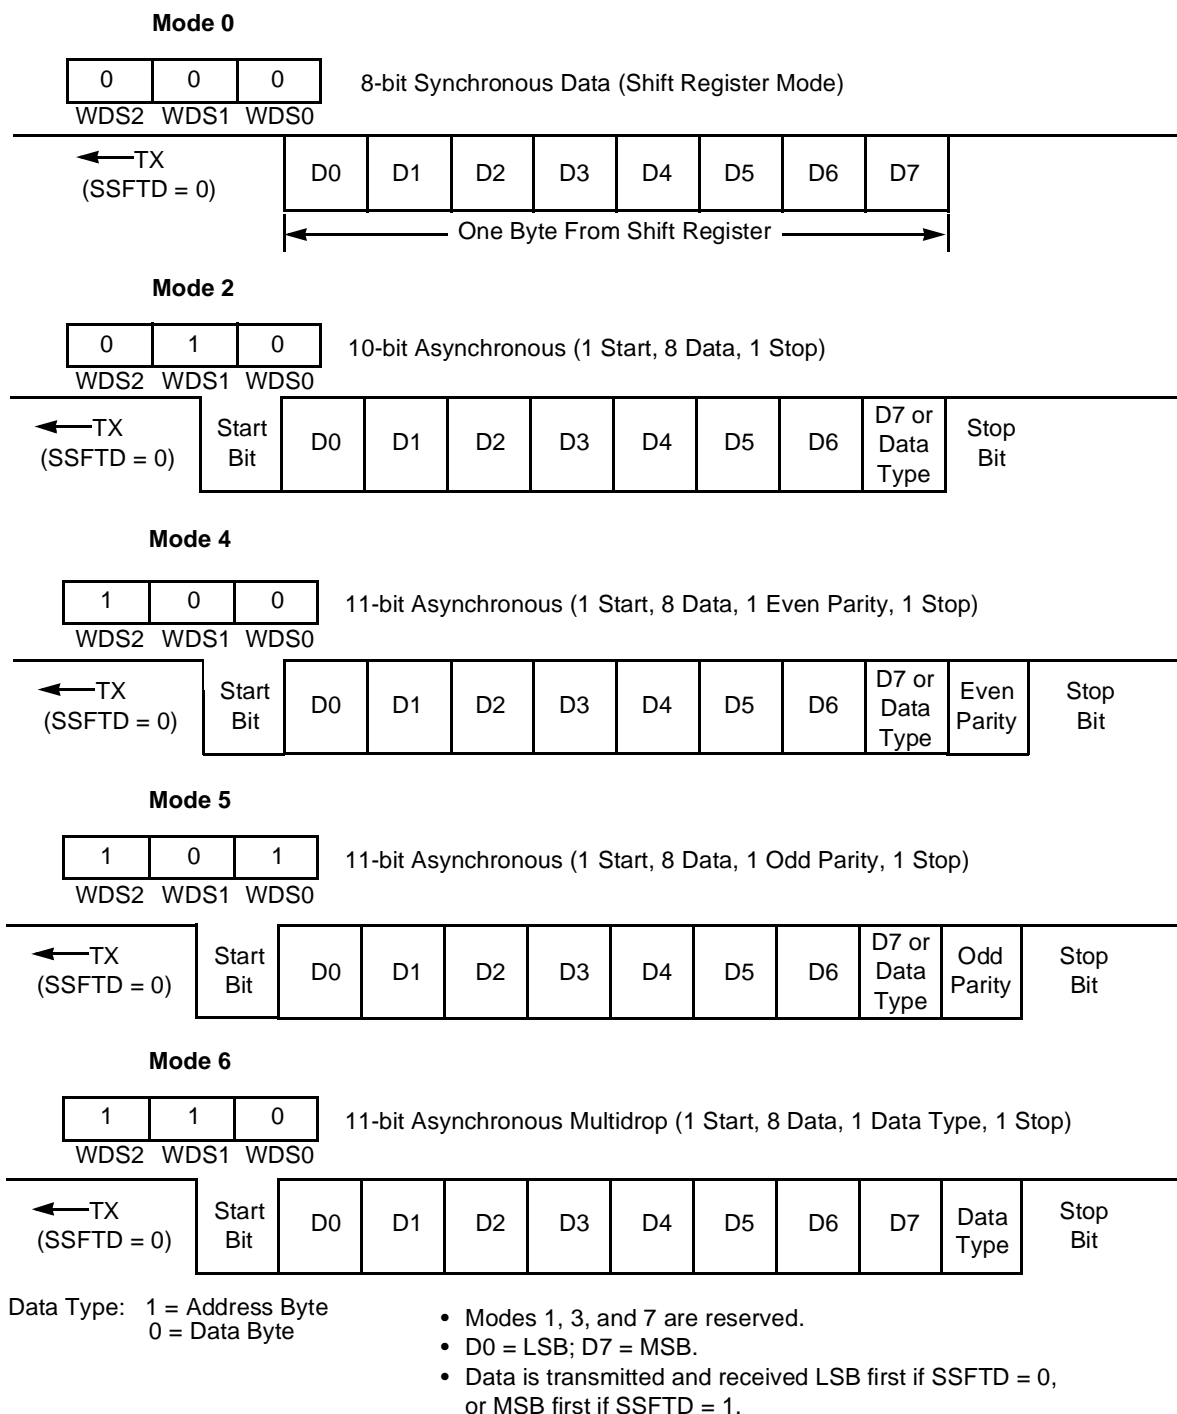 Mode 0
0 0 0 8-bit Synchronous Data (Shift Register Mode)
WDS2 WDS1 WDS0
TX
(SSFTD = 0)
D0 D1 D2 D3 D4 D5 D6 D7
One Byte From Shift Register
Mode 2
0 1 0 10-bit Asynchronous (1 Start, 8 Data, 1 Stop)
WDS2 WDS1 WDS0
TX
(SSFTD = 0)
Start
Bit
D0 D1 D2 D3 D4 D5 D6
D7 or
Data
Type
Stop
Bit
Mode 4
1 0 0 11-bit Asynchronous (1 Start, 8 Data, 1 Even Parity, 1 Stop)
WDS2 WDS1 WDS0
TX
(SSFTD = 0)
Start
Bit
D0 D1 D2 D3 D4 D5 D6
D7 or
Data
Type
Even
Parity
Stop
Bit
Mode 5
1 0 1 11-bit Asynchronous (1 Start, 8 Data, 1 Odd Parity, 1 Stop)
WDS2 WDS1 WDS0
TX
(SSFTD = 0)
Start
Bit
D0 D1 D2 D3 D4 D5 D6
D7 or
Data
Type
Odd
Parity
Stop
Bit
Mode 6
1 1 0 11-bit Asynchronous Multidrop (1 Start, 8 Data, 1 Data Type, 1 Stop)
WDS2 WDS1 WDS0
TX
(SSFTD = 0)
Start
Bit
D0 D1 D2 D3 D4 D5 D6 D7
Data
Type
Stop
Bit
Data Type: 1 = Address Byte
0 = Data Byte
• Modes 1, 3, and 7 are reserved.
• D0 = LSB; D7 = MSB.
• Data is transmitted and received LSB first if SSFTD = 0,
or MSB first if SSFTD = 1.